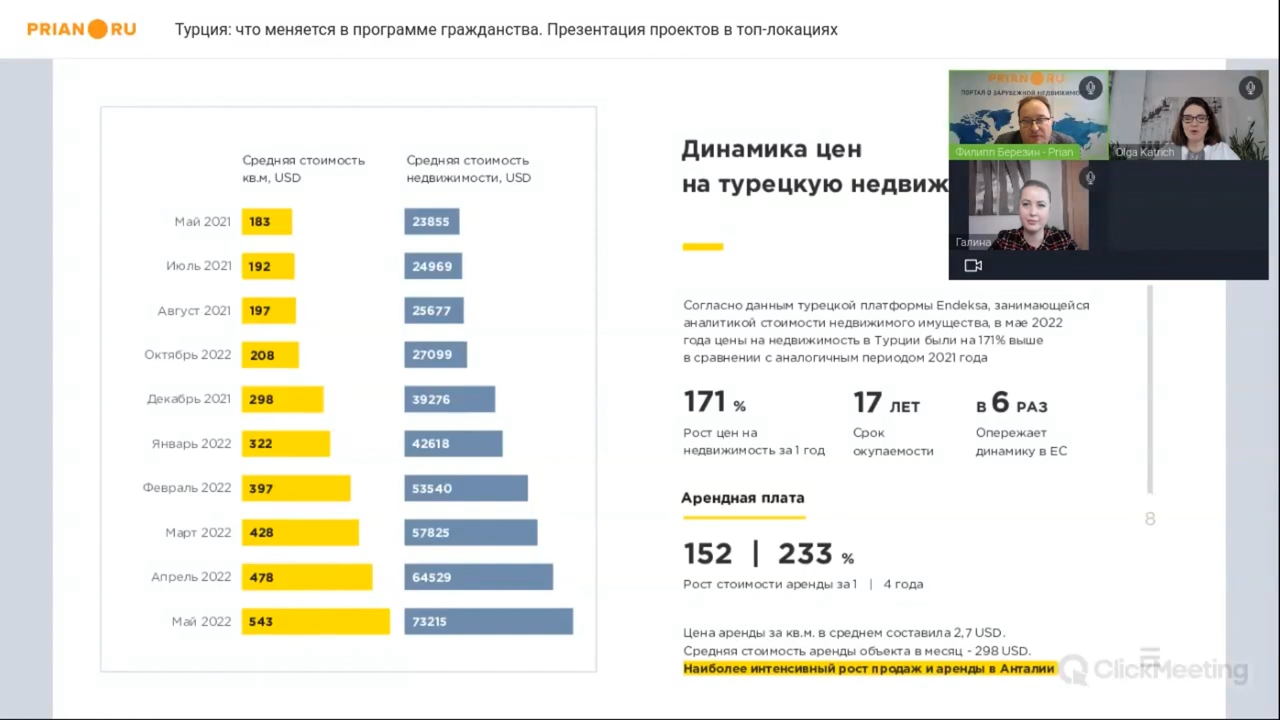 PRIAN RU
Турция: что меняется в программе гражданства. Презентация проектов в топ-локациях
PRIAN RU
ПОРТАЛ О ЗАРУБЕЖНОЙ НЕДВИЖИМО
Филипп Березин - Prian
Olga Katrich
Галина
Средняя стоимость
кв.м, USD
Средняя стоимость
недвижимости, USD
Май 2021 183 23855
Июль 2021 192 24969
Август 2021 197 25677
Октябрь 2022 208 27099
Декабрь 2021 298 39276
Январь 2022 322 42618
Февраль 2022 397 53540
Март 2022 428 57825
Апрель 2022 478 64529
Май 2022 543 73215
Динамика цен
на турецкую недвиж
Согласно данным турецкой платформы Endeksa, занимающейся
аналитикой стоимости недвижимого имущества, в мае 2022
года цены на недвижимость в Турции были на 171% выше
в сравнении с аналогичным периодом 2021 года
171 % 17 ЛЕТ В 6 РАЗ
Рост цен на
недвижимость за 1 год
Срок
окупаемости
Опережает
динамику в ЕС
Арендная плата
152 | 233 %
Рост стоимости аренды за 1 | 4 года
8
Цена аренды за кв.м. в среднем составила 2,7 USD.
Средняя стоимость аренды объекта в месяц - 298 USD.
Наиболее интенсивный рост продаж и аренды в Анталии
ClickMeeting